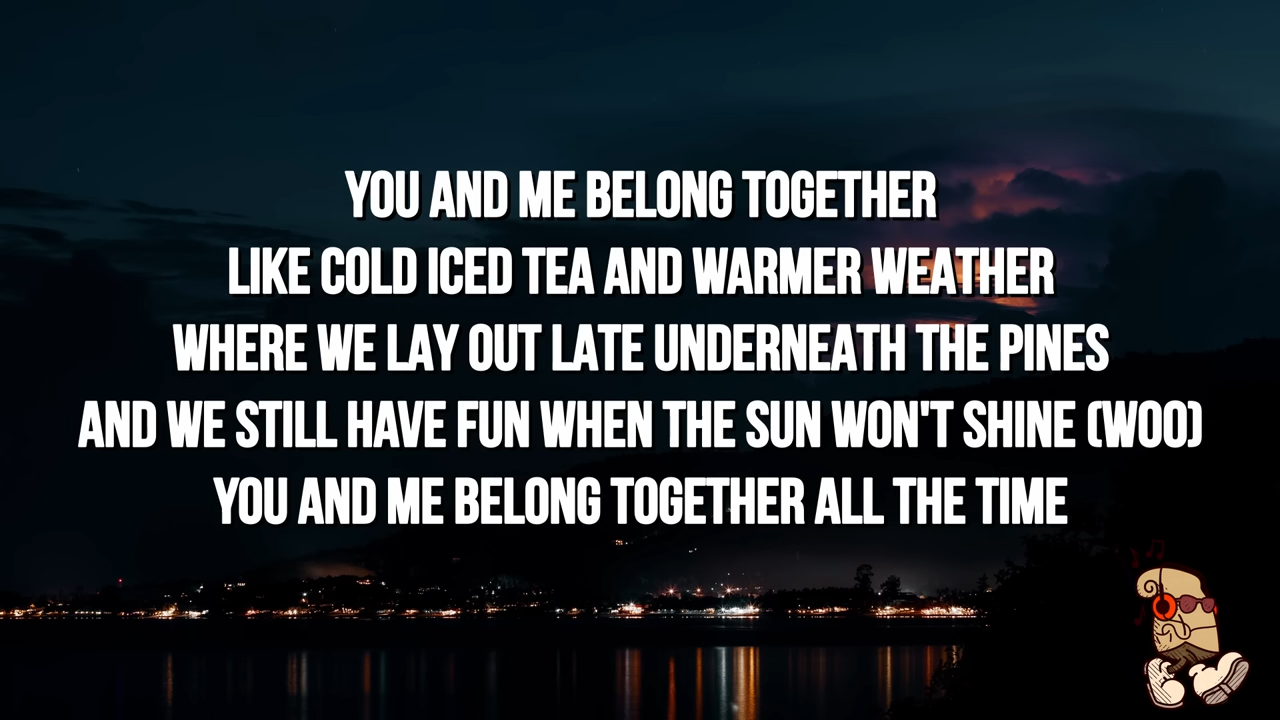 YOU AND ME BELONG TOGETHER
LIKE COLD ICED TEA AND WARMER WEATHER
WHERE WE LAY OUT LATE UNDERNEATH THE PINES
AND WE STILL HAVE FUN WHEN THE SUN WON'T SHINE (WOO)
YOU AND ME BELONG TOGETHER ALL THE TIME